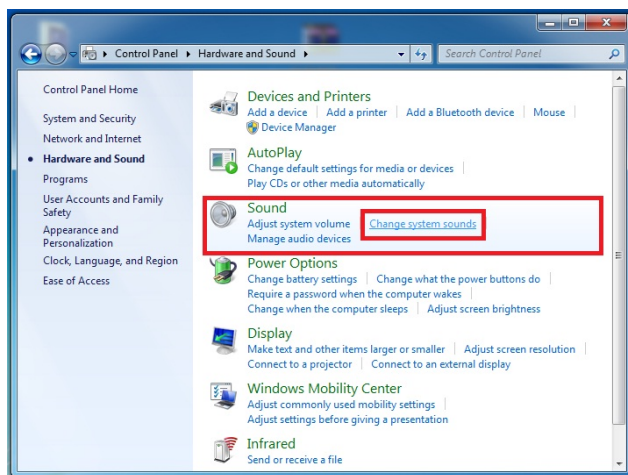 Control Panel ▸ Hardware and Sound ▸
Search Control Panel
Control Panel Home
System and Security
Network and Internet
Hardware and Sound
Programs
User Accounts and Family
Safety
Appearance and
Personalization
Clock, Language, and Region
Ease of Access
Devices and Printers
Add a device | Add a printer | Add a Bluetooth device | Mouse |
Device Manager
AutoPlay
Change default settings for media or devices |
Play CDs or other media automatically
Sound
Adjust system volume Change system sounds
Manage audio devices
Power Options
Change battery settings | Change what the power buttons do |
Require a password when the computer wakes |
Change when the computer sleeps | Adjust screen brightness
Display
Make text and other items larger or smaller | Adjust screen resolution |
Connect to a projector | Connect to an external display
Windows Mobility Center
Adjust commonly used mobility settings |
Adjust settings before giving a presentation
Infrared
Send or receive a file